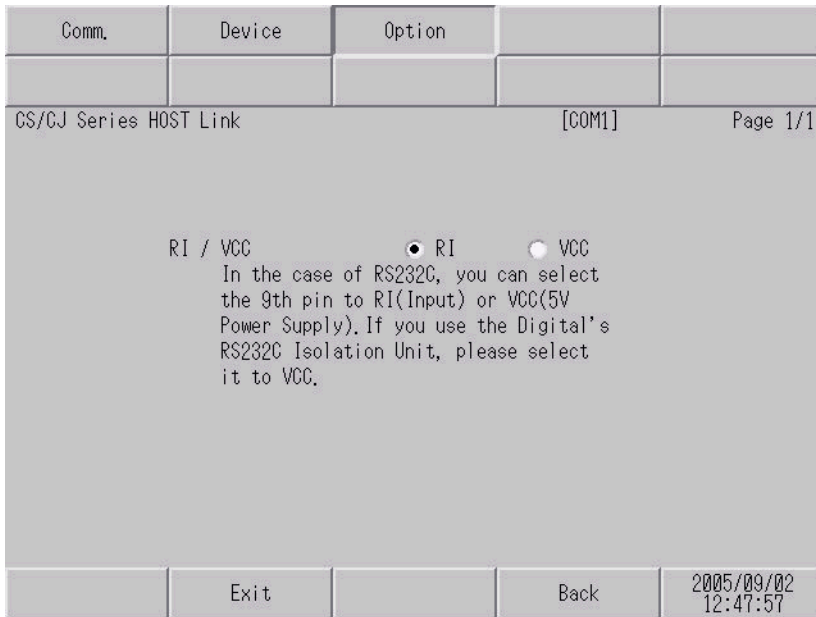 Comm. Device Option
CS/CJ Series HOST Link [COM1] Page 1/1
RI / VCC RI VCC
In the case of RS232C, you can select
the 9th pin to RI(Input) or VCC(5V
Power Supply).If you use the Digital's
RS232C Isolation Unit, please select
it to VCC.
Exit Back 2005/09/02
12:47:57